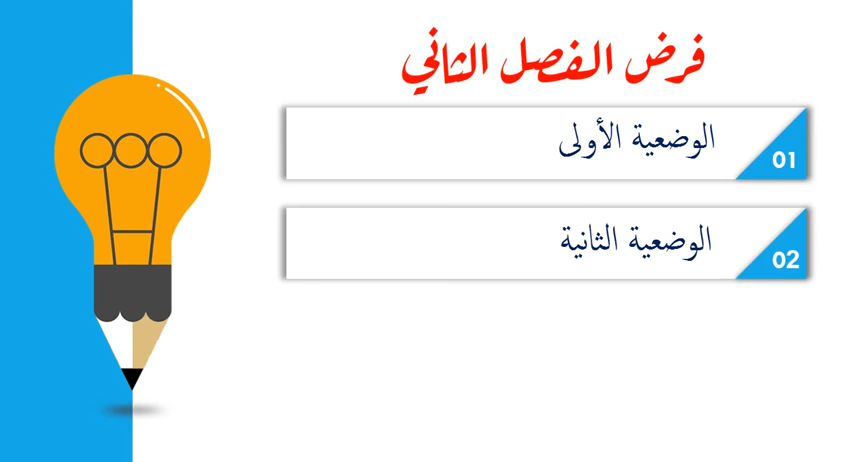 فرض الفصل الثاني
الوضعية الأولى
01
الوضعية الثانية
02